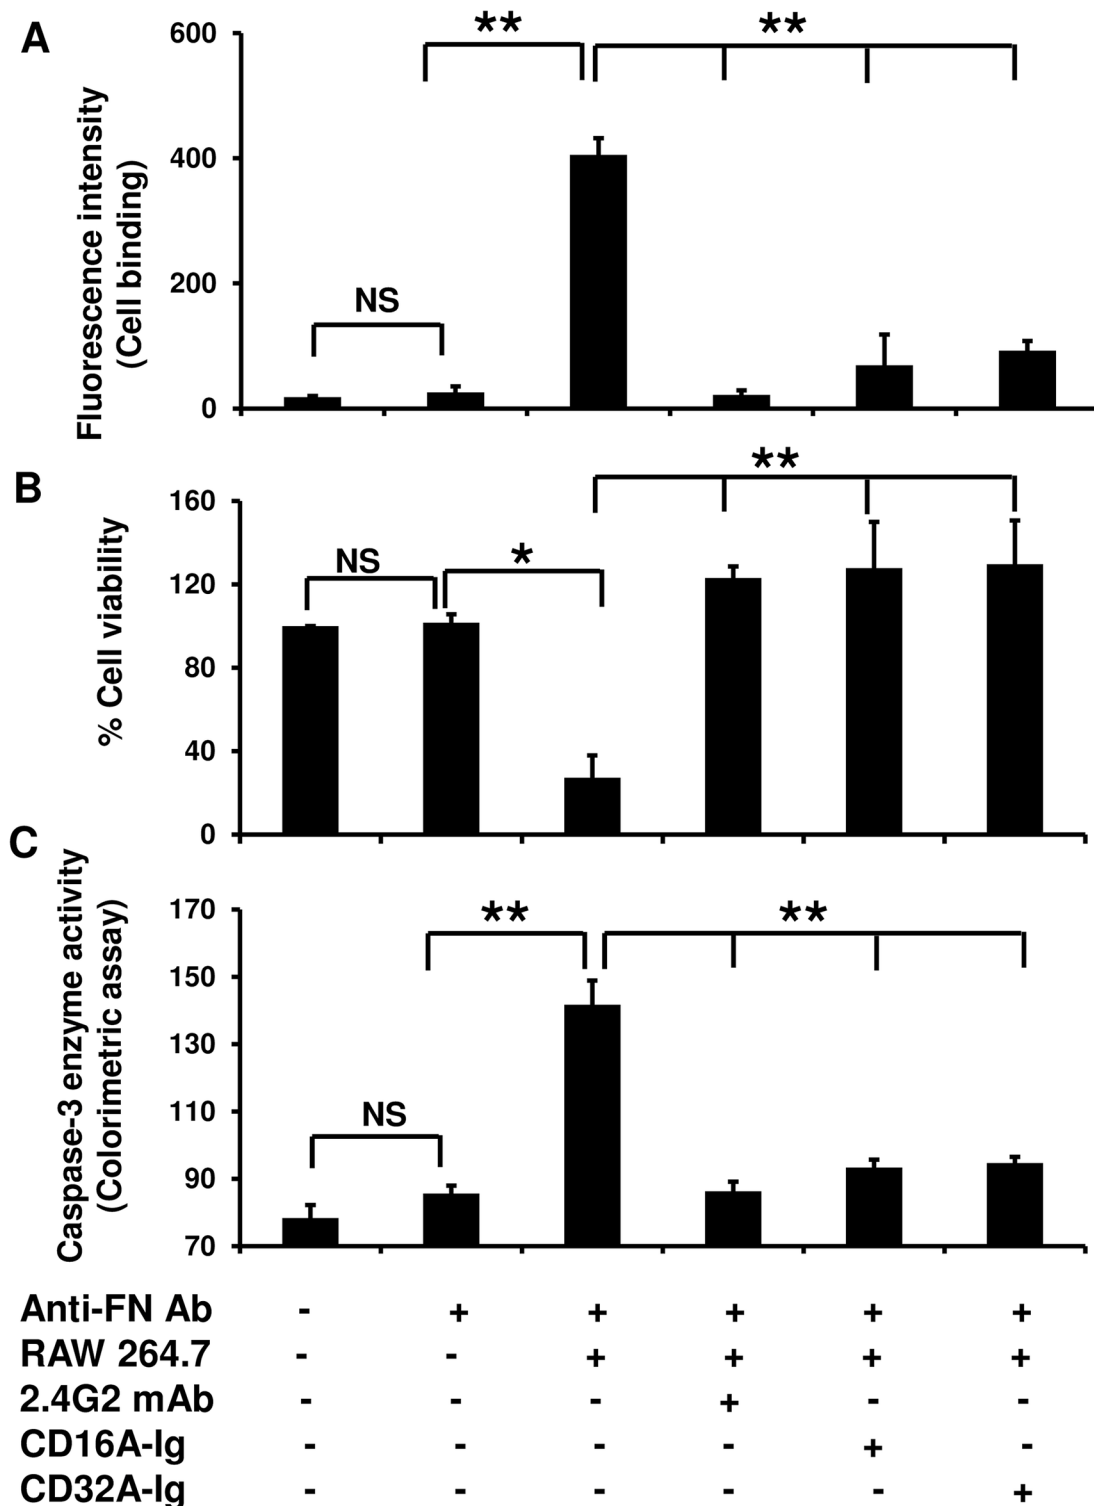 A
600
400
200
0
Fluorescence intensity
(Cell binding)
**
**
NS
B
160
120
80
40
0
% Cell viability
**
NS
*
C
170
150
130
110
90
70
Caspase-3 enzyme activity
(Colorimetric assay)
**
**
NS
Anti-FN Ab - + + + + +
RAW 264.7 - - + + + +
2.4G2 mAb - - - + - -
CD16A-Ig - - - - + -
CD32A-Ig - - - - - +